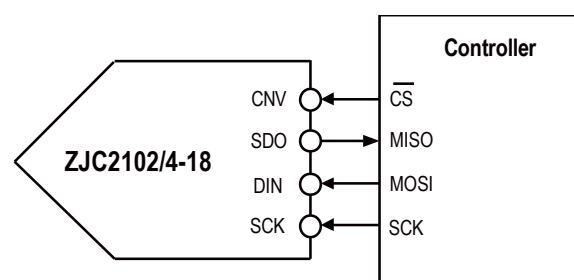 Controller
CNV
CS
SDO
MISO
ZJC2102/4-18
DIN
MOSI
SCK
SCK